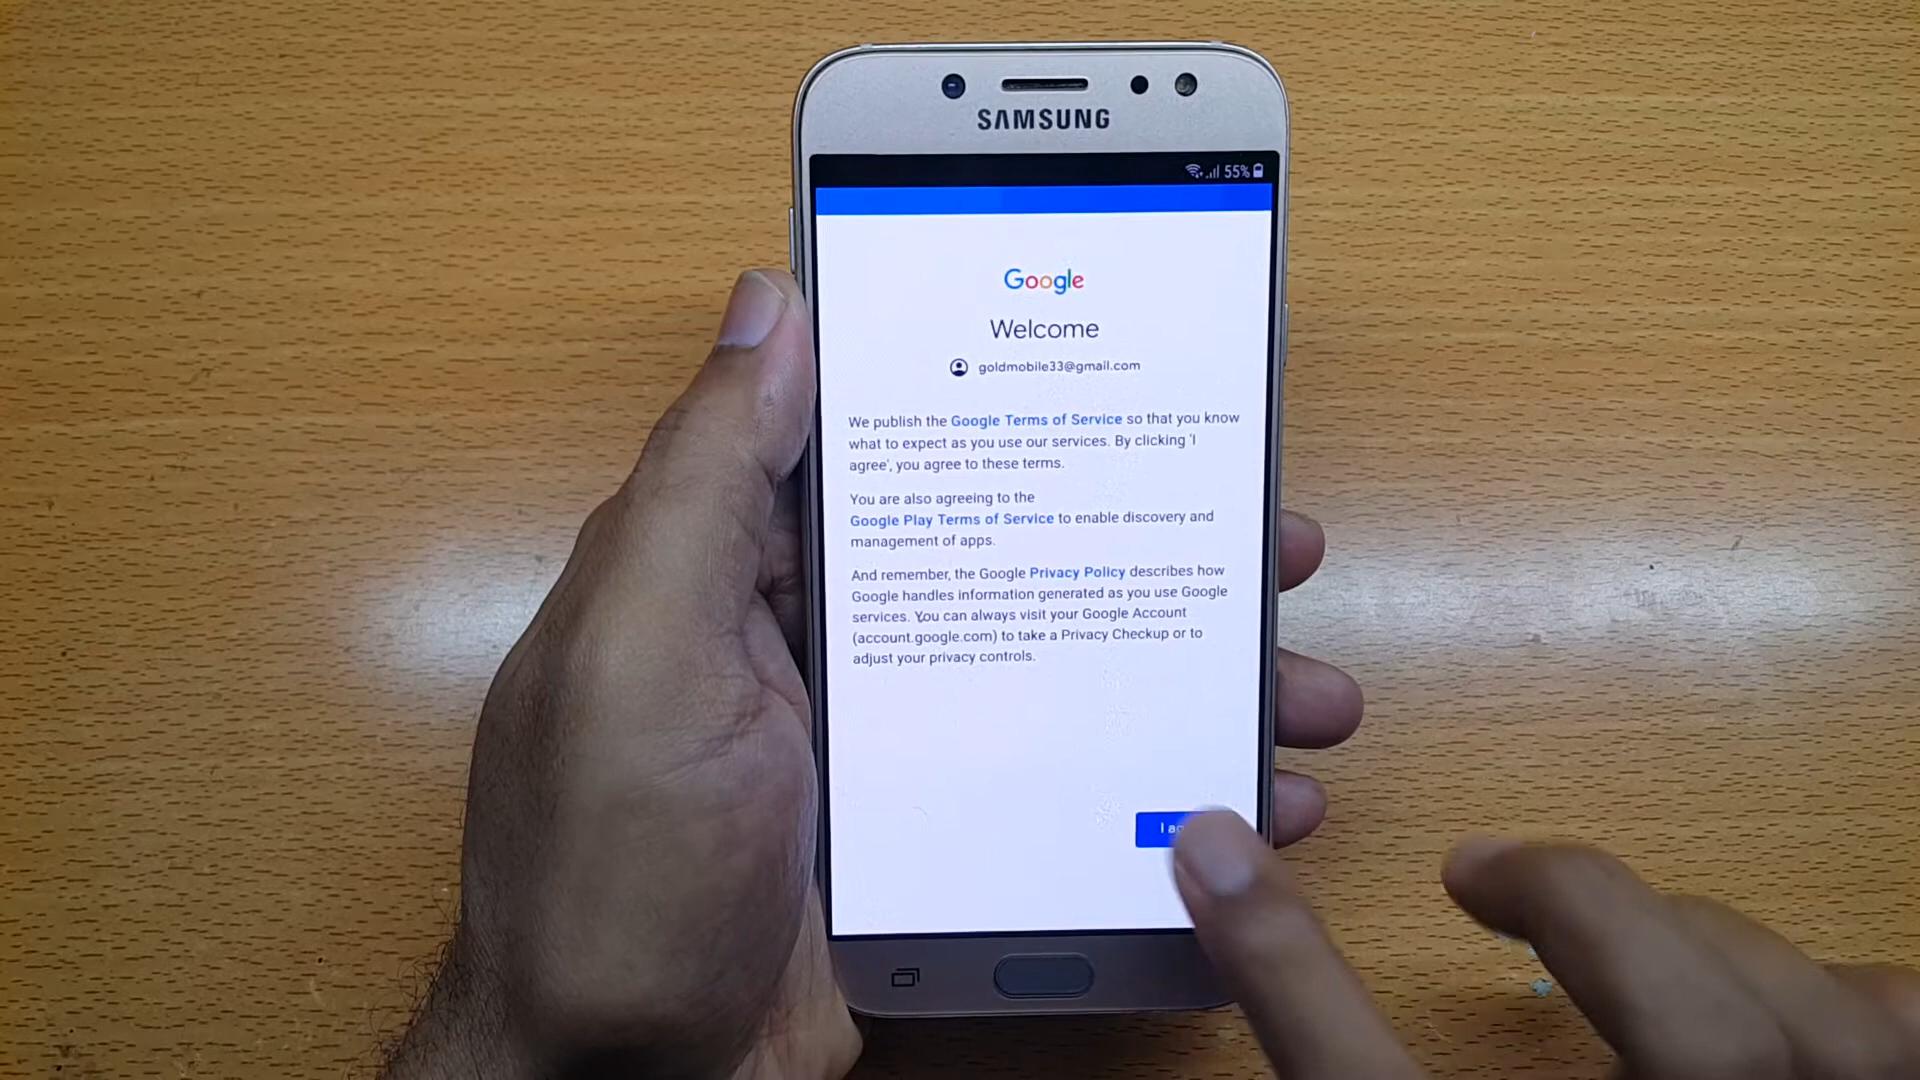 SAMSUNG
55%
Google
Welcome
goldmobile33@gmail.com
We publish the Google Terms of Service so that you know
what to expect as you use our services. By clicking 'I
agree', you agree to these terms.
You are also agreeing to the
Google Play Terms of Service to enable discovery and
management of apps.
And remember, the Google Privacy Policy describes how
Google handles information generated as you use Google
services. You can always visit your Google Account
(account.google.com) to take a Privacy Checkup or to
adjust your privacy controls.
I